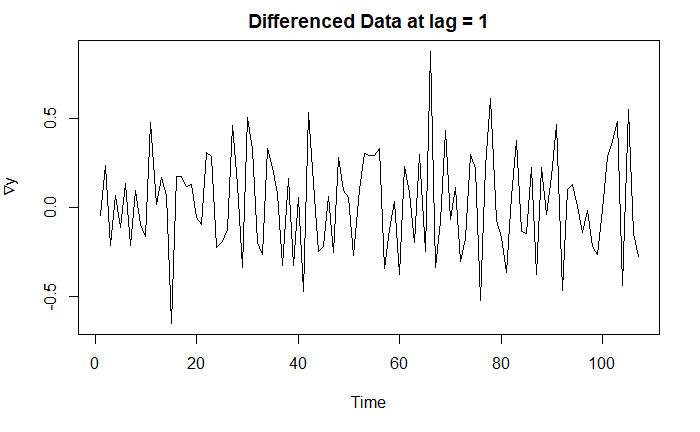 Differenced Data at lag = 1
∇y
0.5
0.0
-0.5
0 20 40 60 80 100
Time